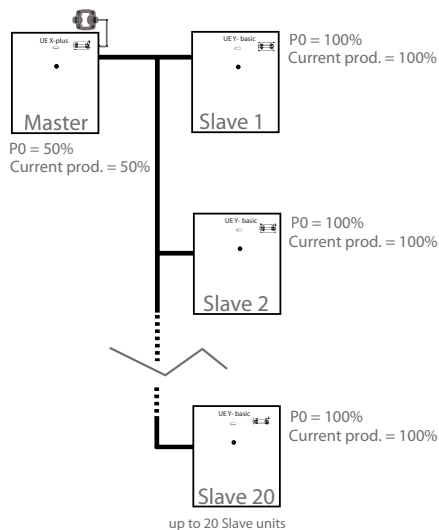 UE X-plus
Master
P0 = 50%
Current prod. = 50%
UE Y- basic
Slave 1
P0 = 100%
Current prod. = 100%
UE Y- basic
Slave 2
P0 = 100%
Current prod. = 100%
UE Y- basic
Slave 20
P0 = 100%
Current prod. = 100%
up to 20 Slave units